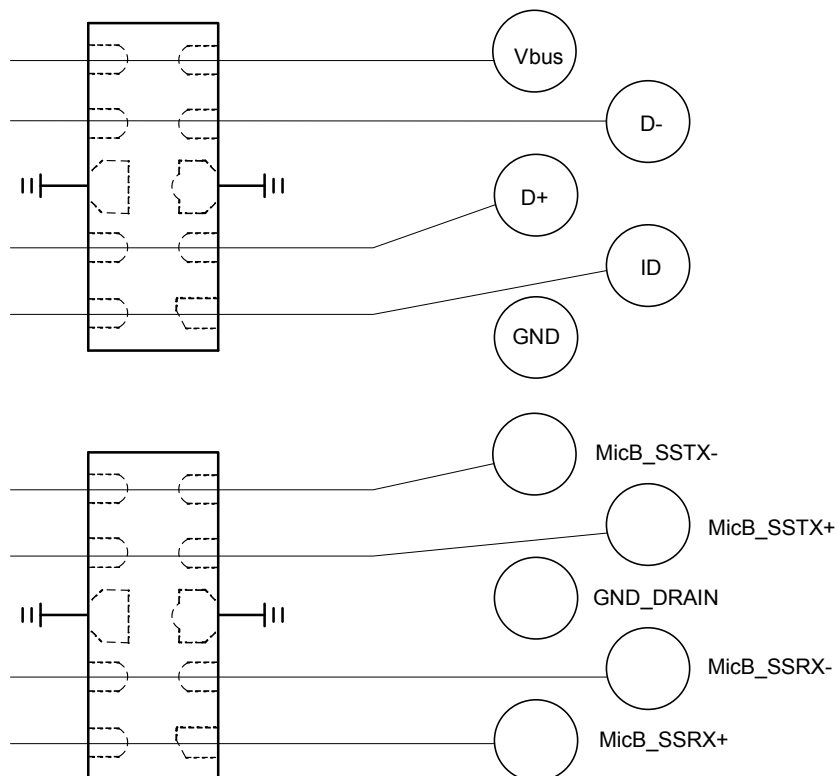 Vbus
D-
D+
ID
GND
MicB_SSTX-
MicB_SSTX+
GND_DRAIN
MicB_SSRX-
MicB_SSRX+